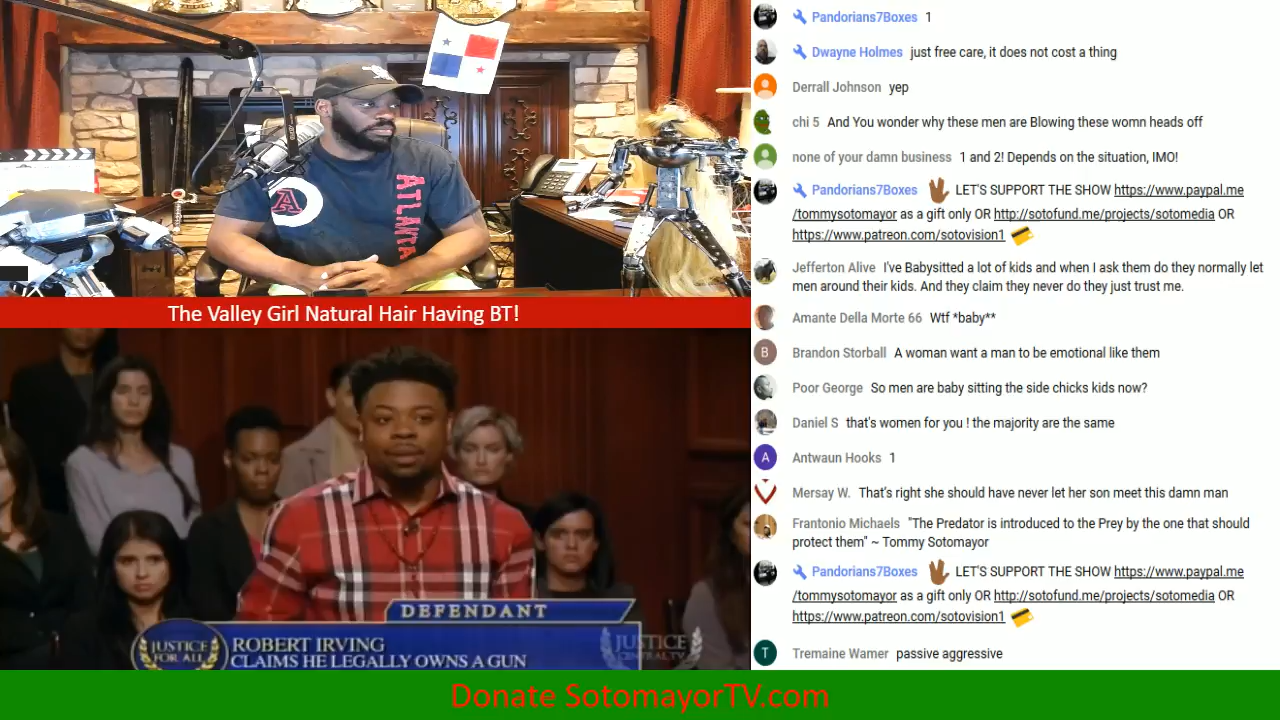 ATLANTA
A
The Valley Girl Natural Hair Having BT!
DEFENDANT
JUSTICE
FOR ALL
ROBERT IRVING
CLAIMS HE LEGALLY OWNS A GUN
JUSTICE
CENTRAL.TV
Pandorians7Boxes 1
Dwayne Holmes just free care, it does not cost a thing
Derrall Johnson yep
chi 5 And You wonder why these men are Blowing these womn heads off
none of your damn business 1 and 2! Depends on the situation, IMO!
Pandorians7Boxes LET'S SUPPORT THE SHOW https://www.paypal.me
/tommysotomayor as a gift only OR http://sotofund.me/projects/sotomedia OR
https://www.patreon.com/sotovision1
Jefferton Alive I've Babysitted a lot of kids and when I ask them do they normally let
men around their kids. And they claim they never do they just trust me.
Amante Della Morte 66 Wtf *baby**
B
Brandon Storball A woman want a man to be emotional like them
Poor George So men are baby sitting the side chicks kids now?
Daniel S that's women for you ! the majority are the same
A
Antwaun Hooks 1
Mersay W. That's right she should have never let her son meet this damn man
Frantonio Michaels "The Predator is introduced to the Prey by the one that should
protect them" ~ Tommy Sotomayor
Pandorians7Boxes LET'S SUPPORT THE SHOW https://www.paypal.me
/tommysotomayor as a gift only OR http://sotofund.me/projects/sotomedia OR
https://www.patreon.com/sotovision1
T
Tremaine Wamer passive aggressive
Donate SotomayorTV.com